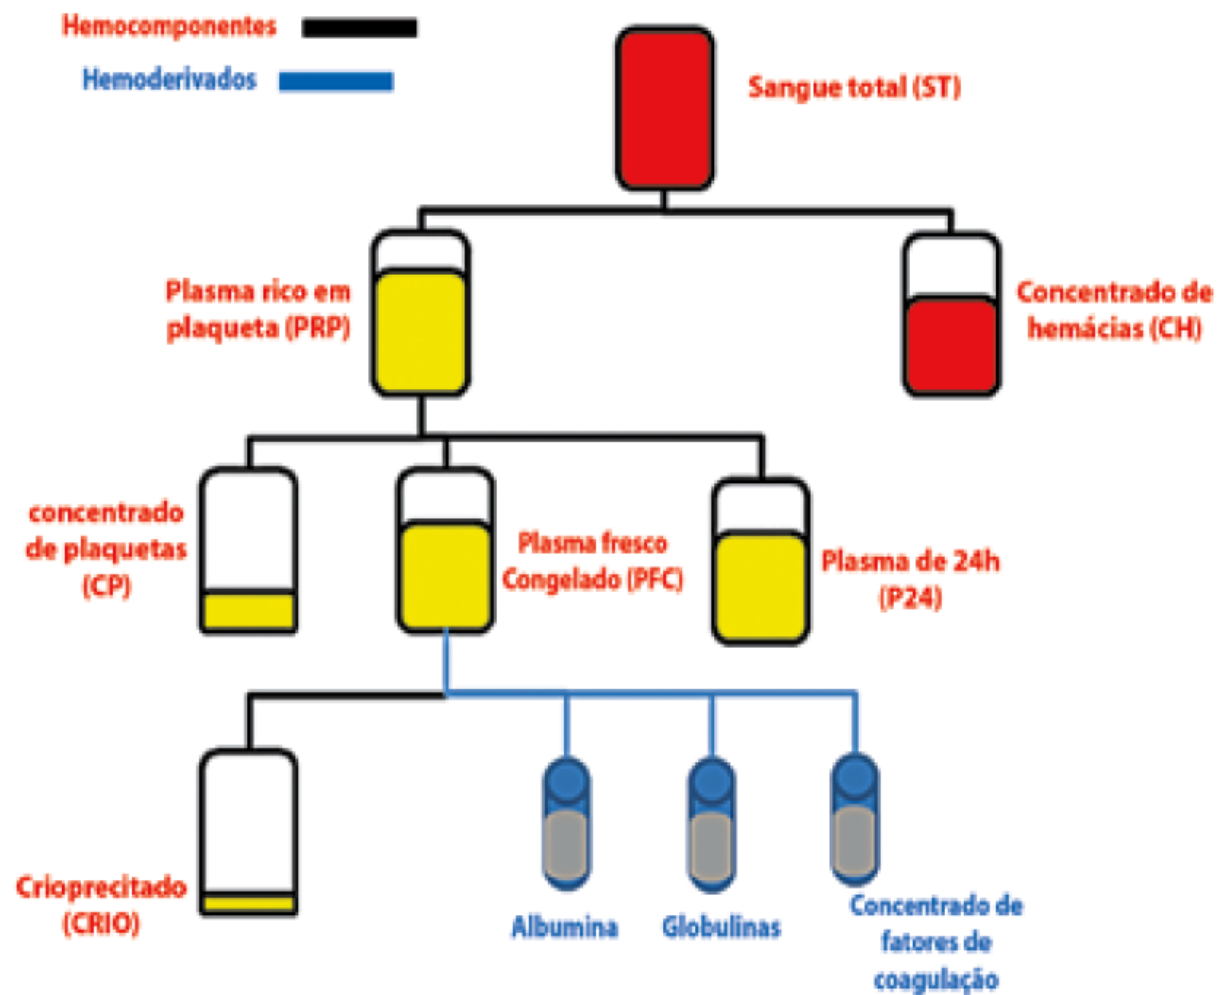 Hemocomponentes
Hemoderivados
Sangue total (ST)
Plasma rico em
plaqueta (PRP)
Concentrado de
hemácias (CH)
concentrado
de plaquetas
(CP)
Plasma fresco
Congelado (PFC)
Plasma de 24h
(P24)
Crioprecitado
(CRIO)
Albumina
Globulinas
Concentrado de
fatores de
coagulação